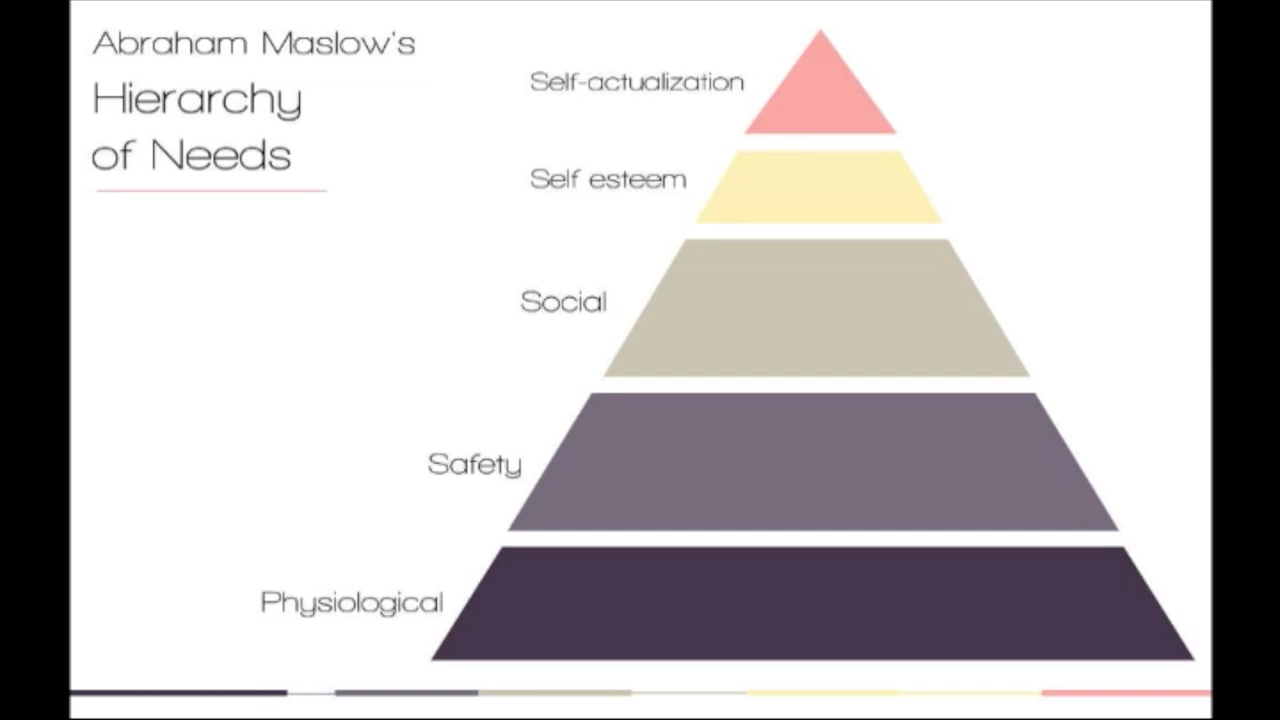 Abraham Maslow's
Hierarchy
of Needs
Self-actualization
Self esteem
Social
Safety
Physiological